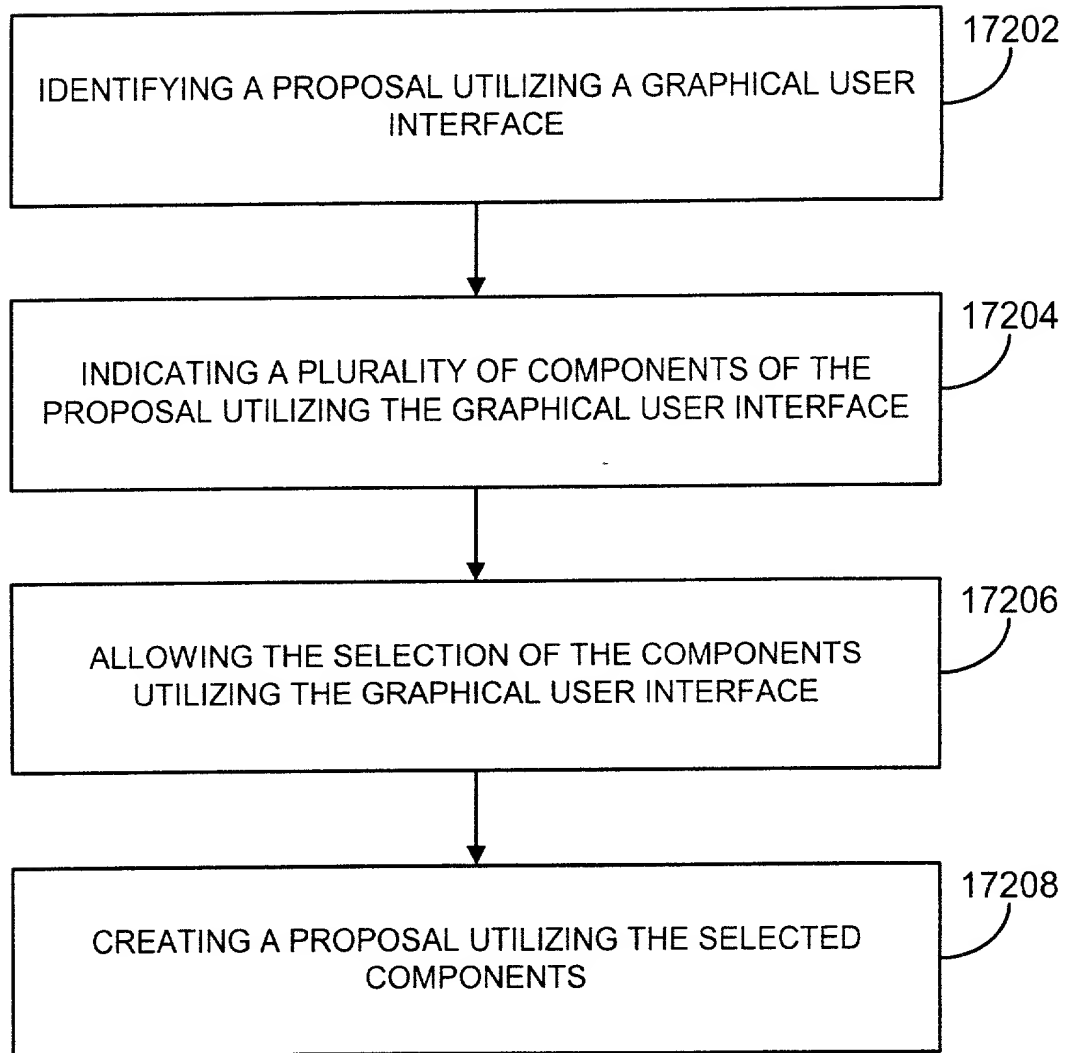 17202
IDENTIFYING A PROPOSAL UTILIZING A GRAPHICAL USER
INTERFACE
17204
INDICATING A PLURALITY OF COMPONENTS OF THE
PROPOSAL UTILIZING THE GRAPHICAL USER INTERFACE
17206
ALLOWING THE SELECTION OF THE COMPONENTS
UTILIZING THE GRAPHICAL USER INTERFACE
17208
CREATING A PROPOSAL UTILIZING THE SELECTED
COMPONENTS